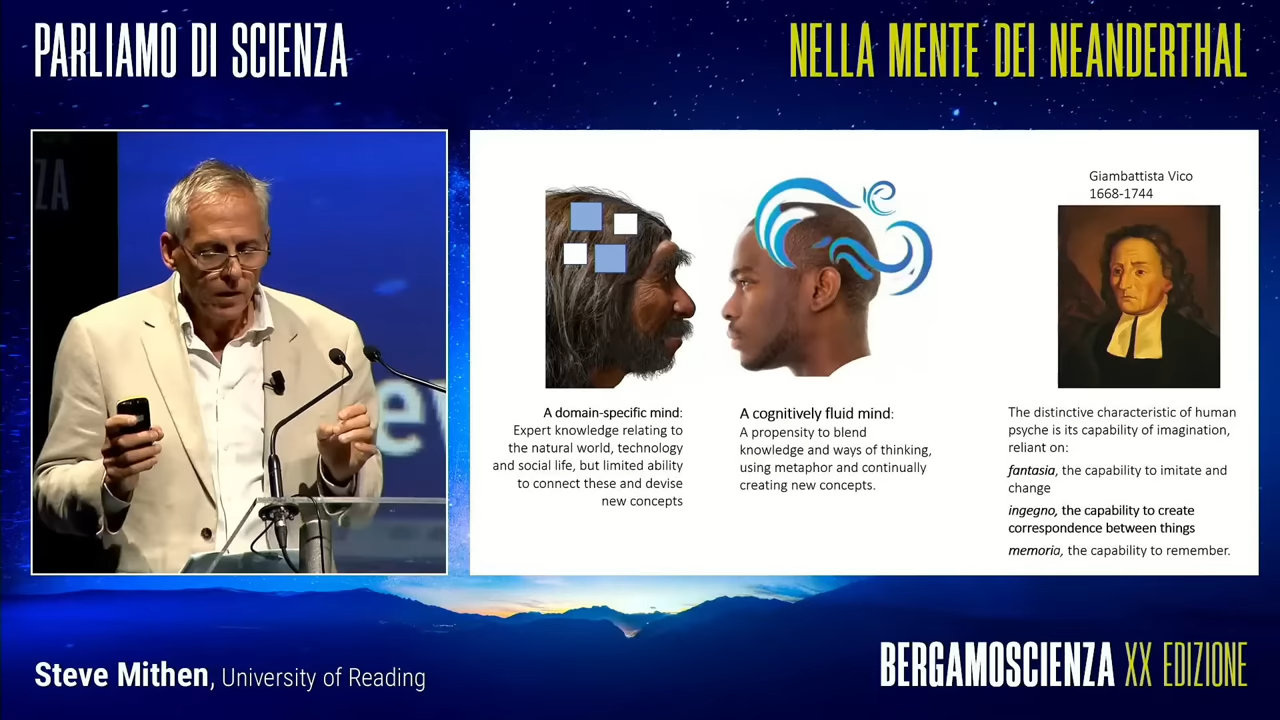 PARLIAMO DI SCIENZA
NELLA MENTE DEI NEANDERTHAL
ZA
e
Giambattista Vico
1668-1744
A domain-specific mind:
Expert knowledge relating to
the natural world, technology
and social life, but limited ability
to connect these and devise
new concepts
A cognitively fluid mind:
A propensity to blend
knowledge and ways of thinking,
using metaphor and continually
creating new concepts.
The distinctive characteristic of human
psyche is its capability of imagination,
reliant on:
fantasia, the capability to imitate and
change
ingegno, the capability to create
correspondence between things
memoria, the capability to remember.
Steve Mithen, University of Reading
BERGAMOSCIENZA XX EDIZIONE